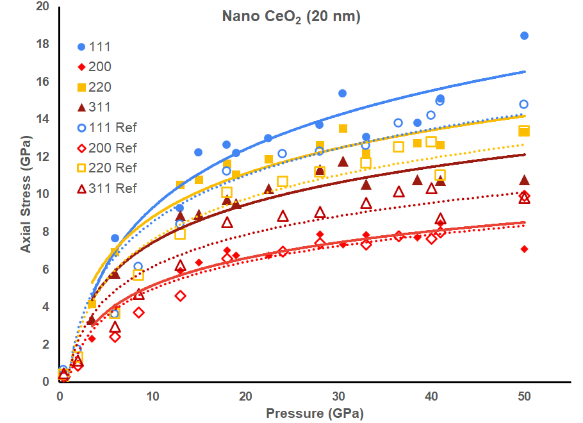 Nano CeO₂ (20 nm)
20
18
16
14
12
10
8
6
4
2
0
Axial Stress (GPa)
111
200
220
311
111 Ref
200 Ref
220 Ref
311 Ref
0 10 20 30 40 50
Pressure (GPa)